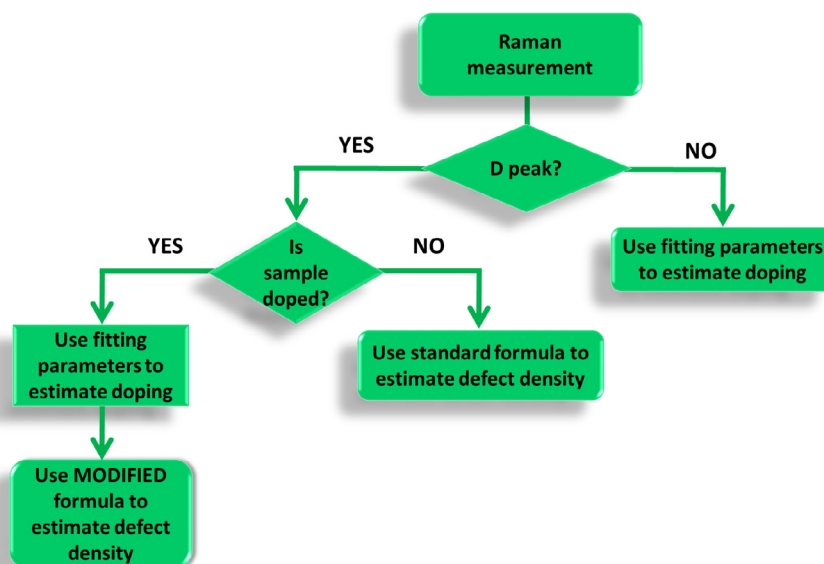 Raman
measurement
YES
D peak?
NO
YES
Is
sample
doped?
NO
Use fitting parameters
to estimate doping
Use fitting
parameters to
estimate doping
Use standard formula to
estimate defect density
Use MODIFIED
formula to
estimate defect
density